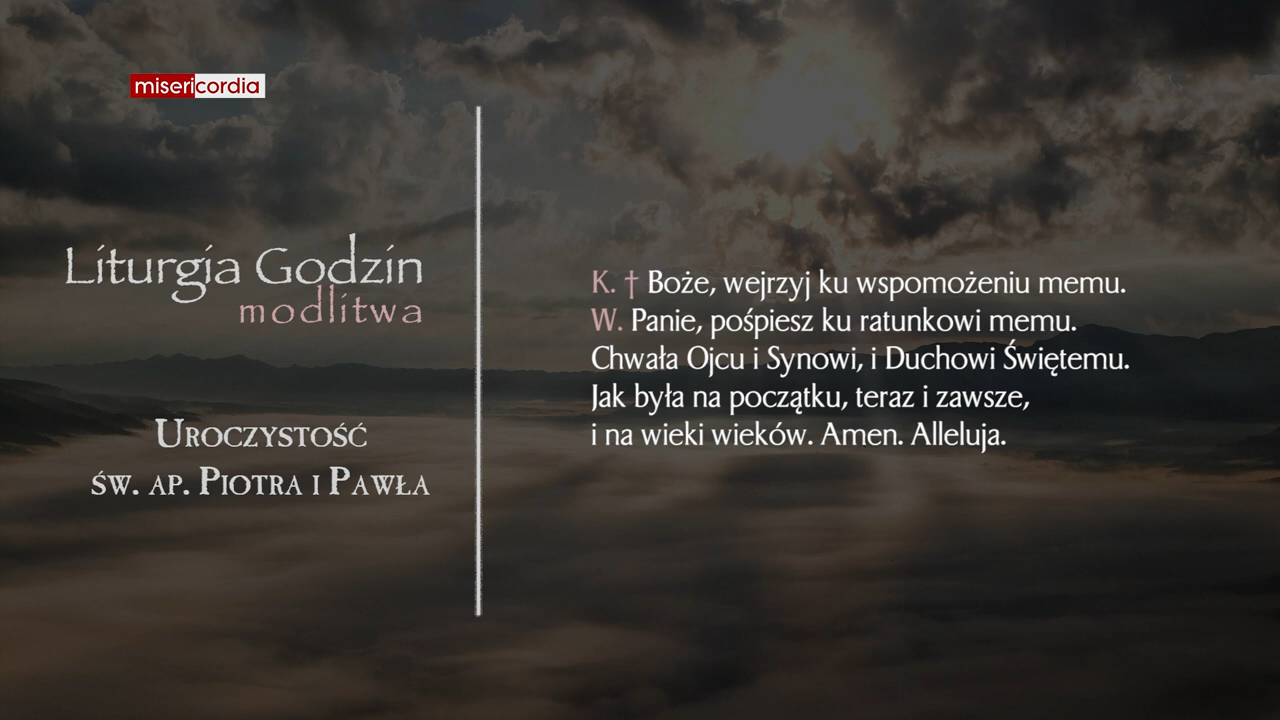 misericordia
Liturgia Godzin
modlitwa
Uroczystość
św. ap. Piotra i Pawła
K. † Boże, wejrzyj ku wspomożeniu memu.
W. Panie, pośpiesz ku ratunkowi memu.
Chwała Ojcu i Synowi, i Duchowi Świętemu.
Jak była na początku, teraz i zawsze,
i na wieki wieków. Amen. Alleluja.